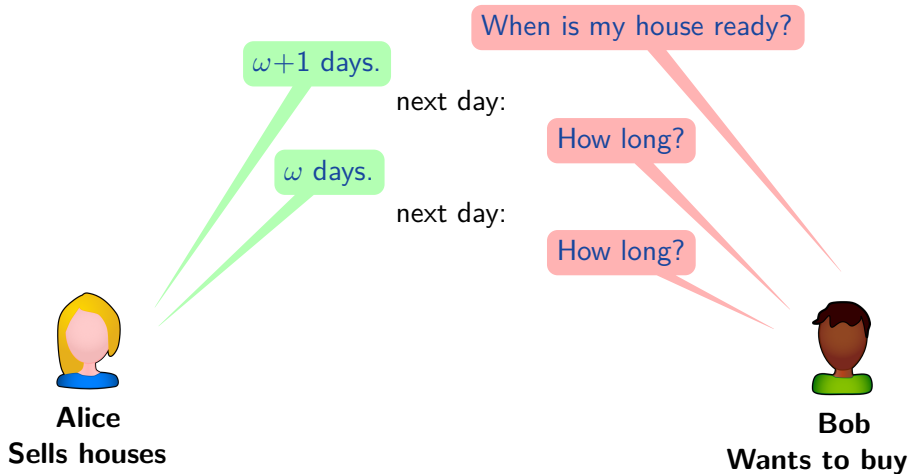 When is my house ready?
ω+1 days.
next day:
How long?
ω days.
next day:
How long?
Alice
Sells houses
Bob
Wants to buy